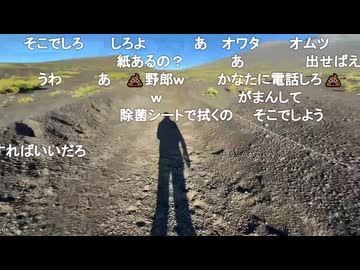 そこでしろ しろよ あ オワタ オムツ
紙あるの？ あ 出せばえ
うわ あ 💩野郎ｗ かなたに電話しろ💩
ｗ がまんして
除菌シートで拭くの そこでしよう
すればいいだろ